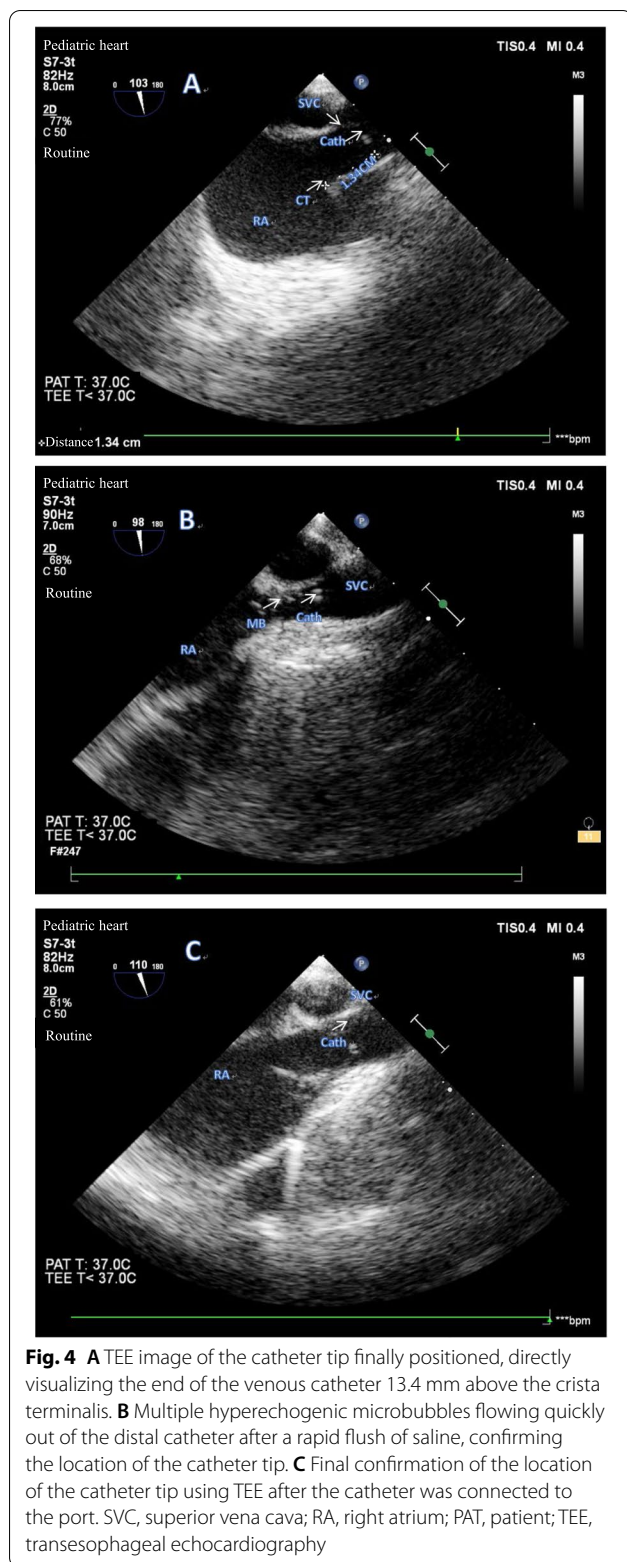 Pediatric heart
TIS0.4 MI 0.4
S7-3t
82Hz
8.0cm
0 103 180
A
P
M3
2D
77%
C 50
Routine
SVC
Cath
1.34CM
CT
RA
PAT T: 37.0C
TEE T< 37.0C
Distance 1.34 cm
***bpm
Pediatric heart
TIS0.4 MI 0.4
S7-3t
90Hz
7.0cm
0 98 180
B
P
M3
2D
68%
C 50
Routine
SVC
MB
Cath
RA
PAT T: 37.0C
TEE T< 37.0C
F#247
11
Pediatric heart
TIS0.4 MI 0.4
S7-3t
82Hz
8.0cm
0 110 180
C
P
M3
2D
61%
C 50
Routine
SVC
Cath
RA
PAT T: 37.0C
TEE T< 37.0C
***bpm
Fig. 4 A TEE image of the catheter tip finally positioned, directly
visualizing the end of the venous catheter 13.4 mm above the crista
terminalis. B Multiple hyperechogenic microbubbles flowing quickly
out of the distal catheter after a rapid flush of saline, confirming
the location of the catheter tip. C Final confirmation of the location
of the catheter tip using TEE after the catheter was connected to
the port. SVC, superior vena cava; RA, right atrium; PAT, patient; TEE,
transesophageal echocardiography